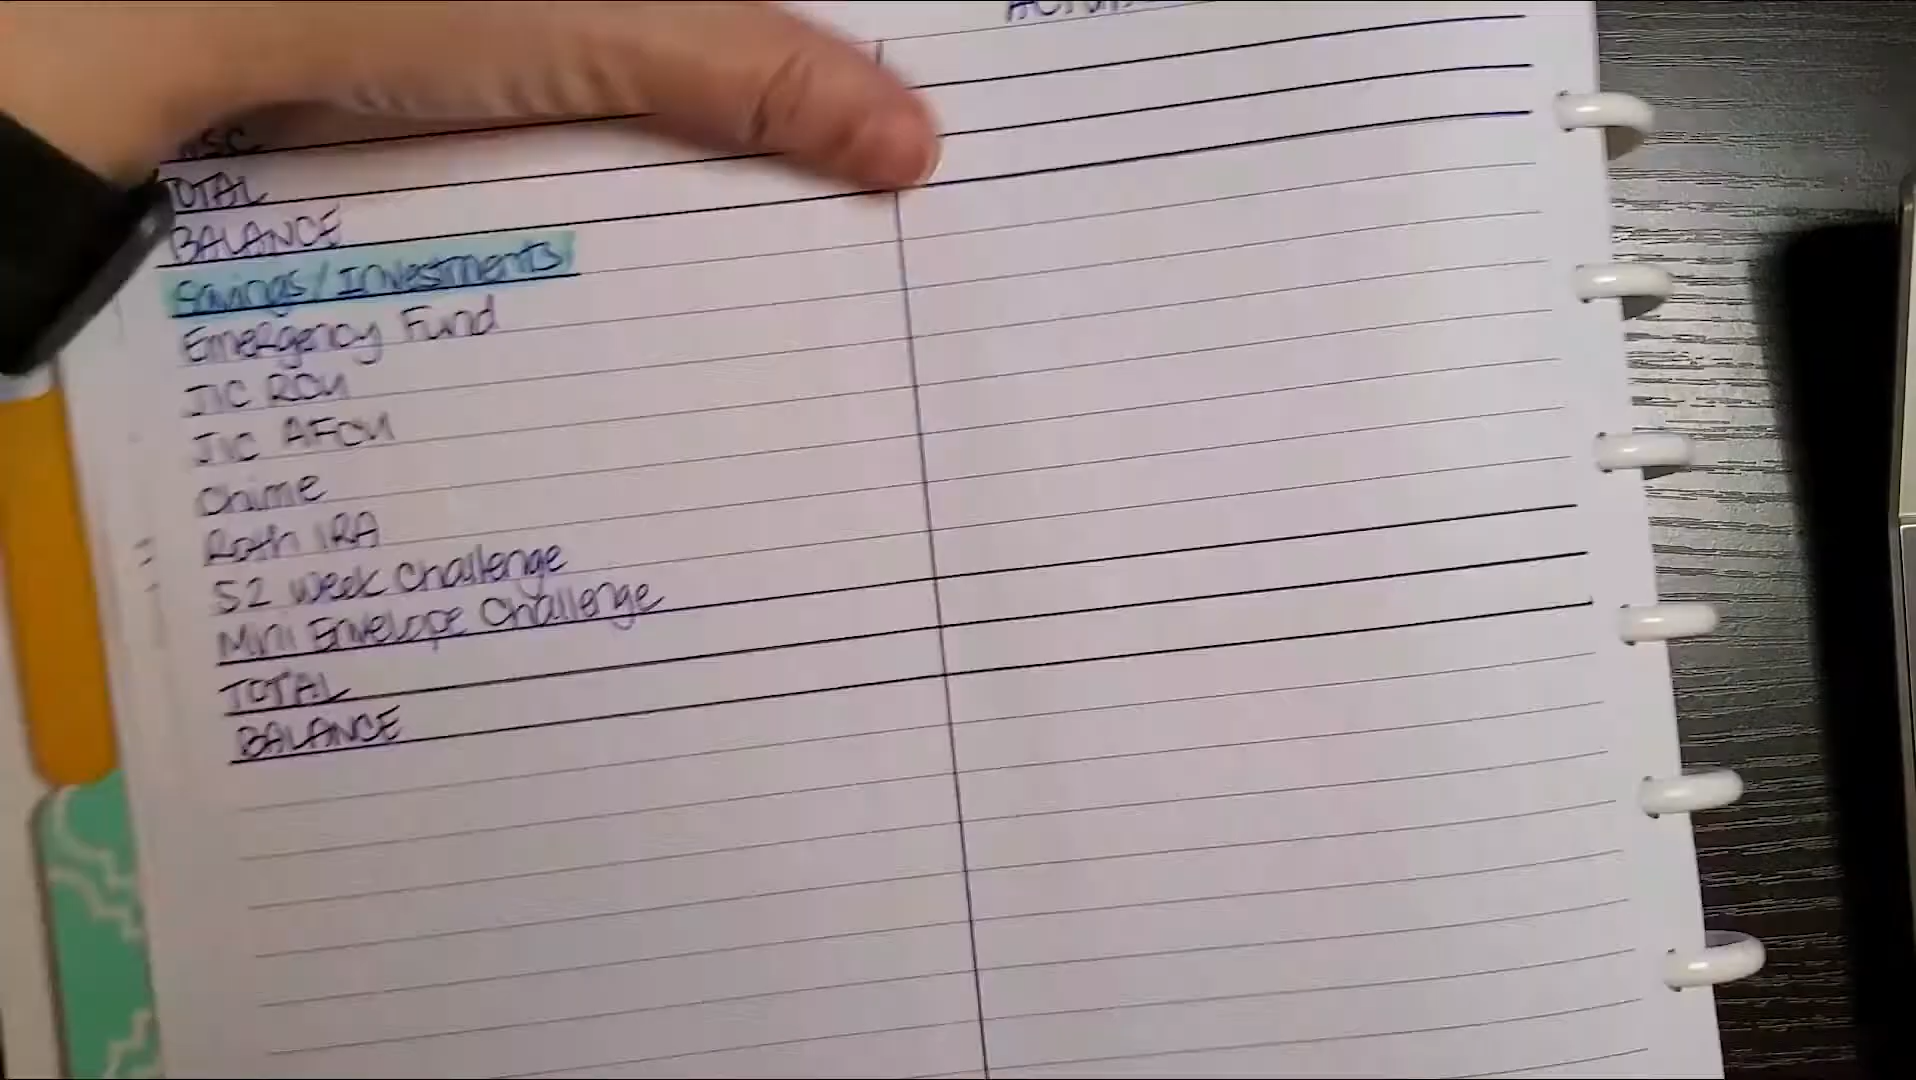 TOTAL
BALANCE
Savings/Investments
Emergency Fund
JIC RCU
JIC AFCU
Chime
Roth IRA
52 Week Challenge
Mini Envelope Challenge
TOTAL
BALANCE